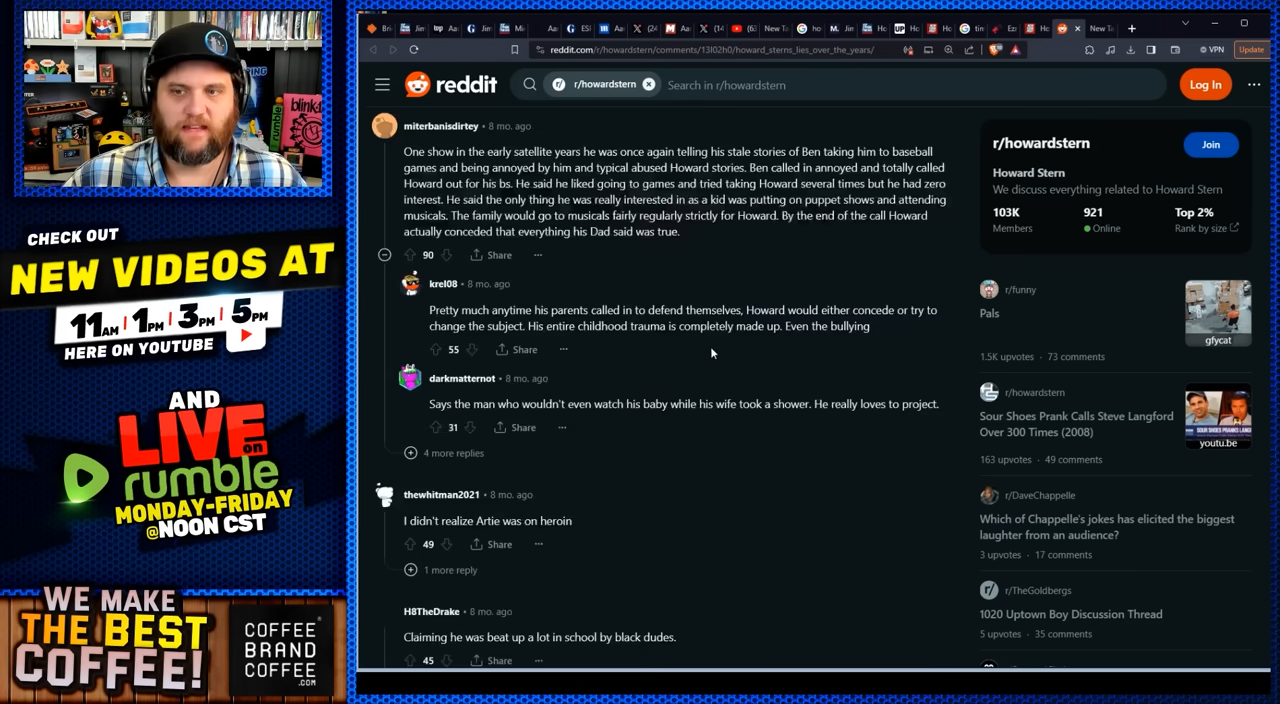 CHECK OUT
NEW VIDEOS AT
11AM | 1PM | 3PM | 5PM
HERE ON YOUTUBE
AND
LIVE on
rumble
MONDAY-FRIDAY
@NOON CST
WE MAKE
THE BEST
COFFEE!
COFFEE
BRAND
COFFEE
.COM
blink
rumble
reddit.com/r/howardstern/comments/13l02h0/howard_sterns_lies_over_the_years/
VPN
Update
reddit
r/howardstern
Search in r/howardstern
Log In
miterbanisdirtey • 8 mo. ago
One show in the early satellite years he was once again telling his stale stories of Ben taking him to baseball
games and being annoyed by him and typical abused Howard stories. Ben called in annoyed and totally called
Howard out for his bs. He said he liked going to games and tried taking Howard several times but he had zero
interest. He said the only thing he was really interested in as a kid was putting on puppet shows and attending
musicals. The family would go to musicals fairly regularly strictly for Howard. By the end of the call Howard
actually conceded that everything his Dad said was true.
90 Share ...
krel08 • 8 mo. ago
Pretty much anytime his parents called in to defend themselves, Howard would either concede or try to
change the subject. His entire childhood trauma is completely made up. Even the bullying
55 Share ...
darkmatternot • 8 mo. ago
Says the man who wouldn't even watch his baby while his wife took a shower. He really loves to project.
31 Share ...
4 more replies
thewhitman2021 • 8 mo. ago
I didn't realize Artie was on heroin
49 Share ...
1 more reply
H8TheDrake • 8 mo. ago
Claiming he was beat up a lot in school by black dudes.
45 Share ...
r/howardstern
Join
Howard Stern
We discuss everything related to Howard Stern
103K 921 Top 2%
Members Online Rank by size
r/funny
Pals
gfycat
1.5K upvotes · 73 comments
r/howardstern
Sour Shoes Prank Calls Steve Langford
Over 300 Times (2008)
youtu.be
163 upvotes · 49 comments
r/DaveChappelle
Which of Chappelle's jokes has elicited the biggest
laughter from an audience?
3 upvotes · 17 comments
r/TheGoldbergs
1020 Uptown Boy Discussion Thread
5 upvotes · 35 comments